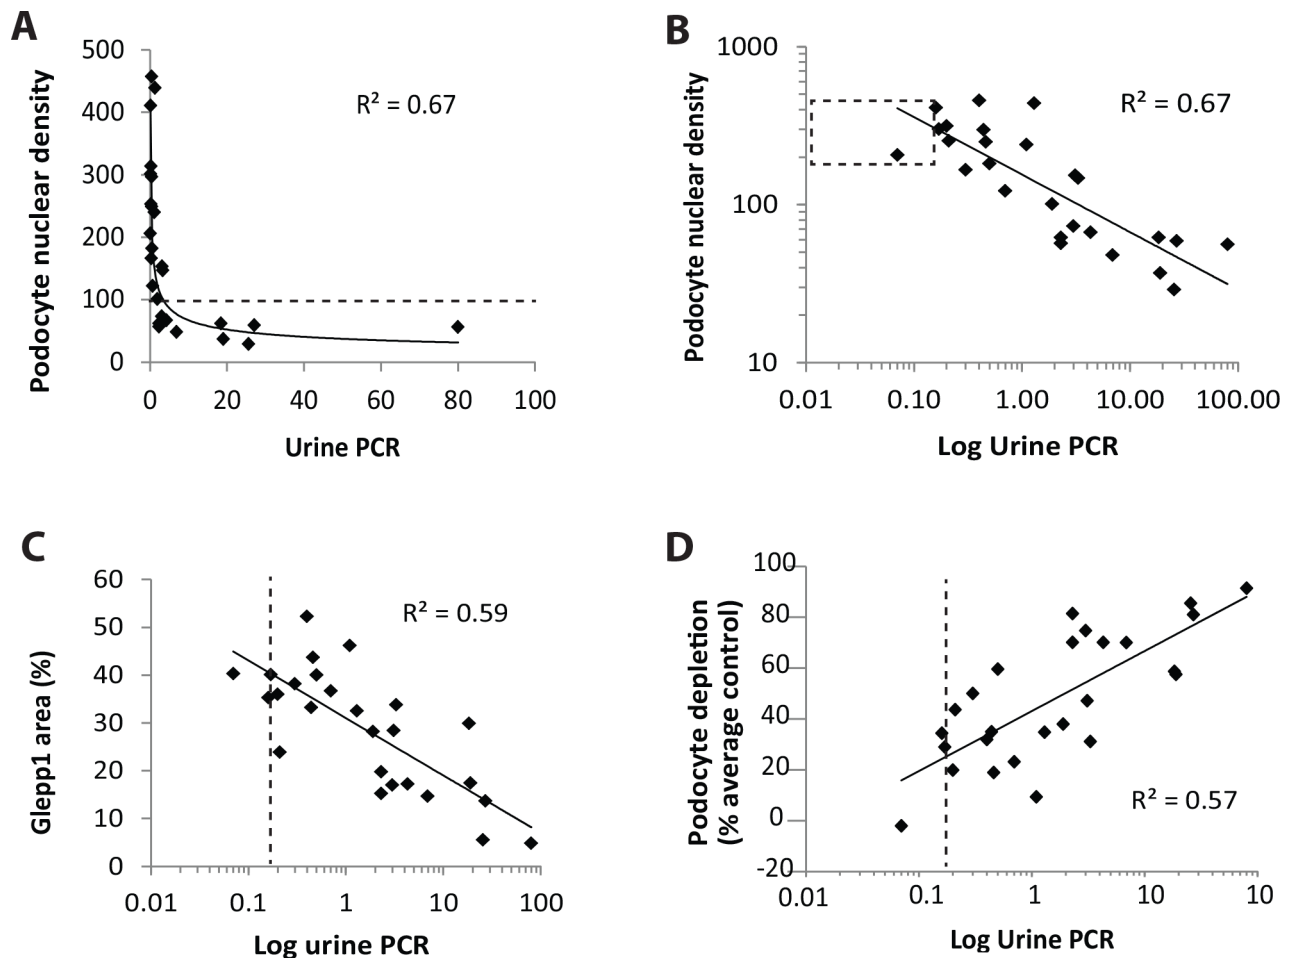 A
500
400
300
200
100
0
Podocyte nuclear density
R² = 0.67
0 20 40 60 80 100
Urine PCR
B
1000
100
10
Podocyte nuclear density
R² = 0.67
0.01 0.10 1.00 10.00 100.00
Log Urine PCR
C
60
50
40
30
20
10
0
Glepp1 area (%)
R² = 0.59
0.01 0.1 1 10 100
Log urine PCR
D
100
80
60
40
20
0
-20
Podocyte depletion
(% average control)
R² = 0.57
0.01 0.1 1 10 10
Log Urine PCR